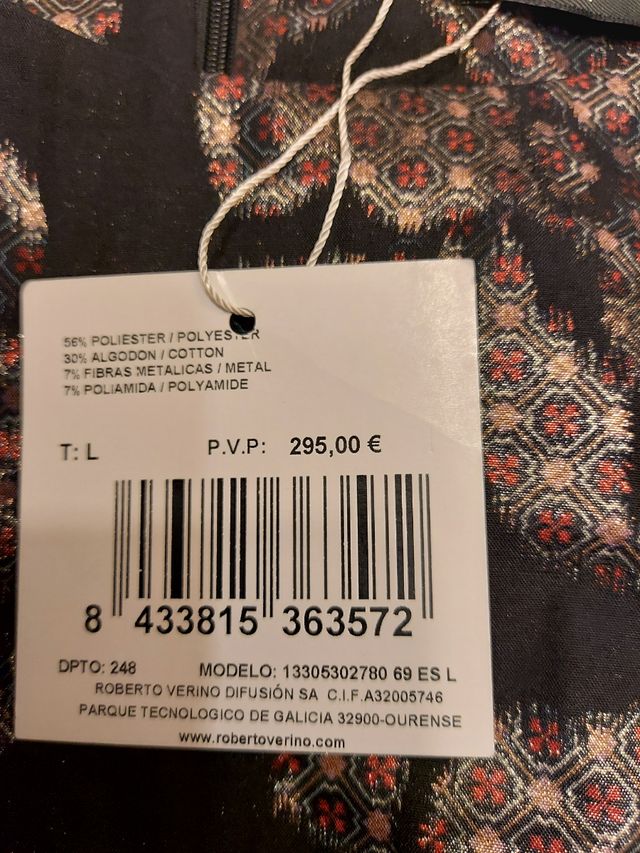 56% POLIESTER / POLYESTER
30% ALGODON / COTTON
7% FIBRAS METALICAS / METAL
7% POLIAMIDA / POLYAMIDE
T: L P.V.P: 295,00 €
8 433815 363572
DPTO: 248 MODELO: 13305302780 69 ES L
ROBERTO VERINO DIFUSIÓN SA C.I.F.A32005746
PARQUE TECNOLOGICO DE GALICIA 32900-OURENSE
www.robertoverino.com